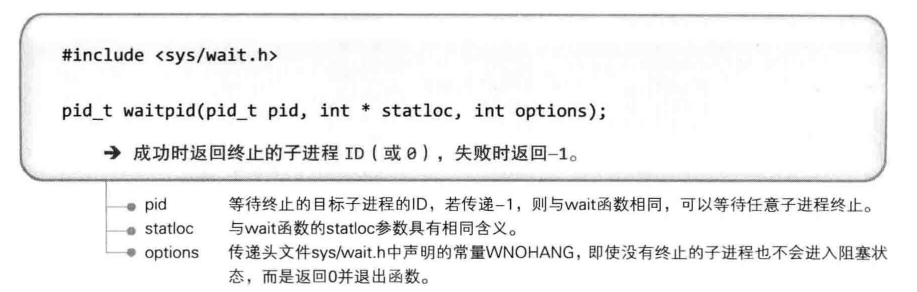 #include <sys/wait.h>
pid_t waitpid(pid_t pid, int * statloc, int options);
➔ 成功时返回终止的子进程 ID（或 0），失败时返回–1。
pid 等待终止的目标子进程的ID，若传递–1，则与wait函数相同，可以等待任意子进程终止。
statloc 与wait函数的statloc参数具有相同含义。
options 传递头文件sys/wait.h中声明的常量WNOHANG，即使没有终止的子进程也不会进入阻塞状
态，而是返回0并退出函数。